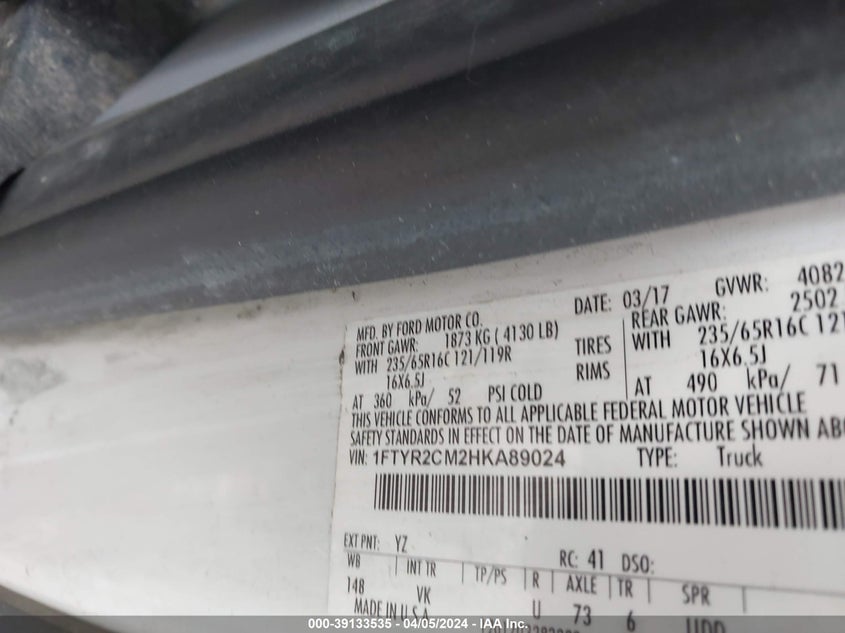 MFD. BY FORD MOTOR CO.
DATE: 03/17
GVWR: 4082
FRONT GAWR: 1873 KG ( 4130 LB)
REAR GAWR: 2502
WITH 235/65R16C 121/119R TIRES
WITH 235/65R16C 121
16X6.5J RIMS
16X6.5J
AT 360 kPa/ 52 PSI COLD
AT 490 kPa/ 71
THIS VEHICLE CONFORMS TO ALL APPLICABLE FEDERAL MOTOR VEHICLE
SAFETY STANDARDS IN EFFECT ON THE DATE OF MANUFACTURE SHOWN ABO
VIN: 1FTYR2CM2HKA89024 TYPE: Truck
EXT PNT: YZ RC: 41 DSO:
WB INT TR TP/PS R AXLE TR SPR
148 VK U 73 6 UDD
MADE IN U.S.A
000-39133535 - 04/05/2024 - IAA Inc.